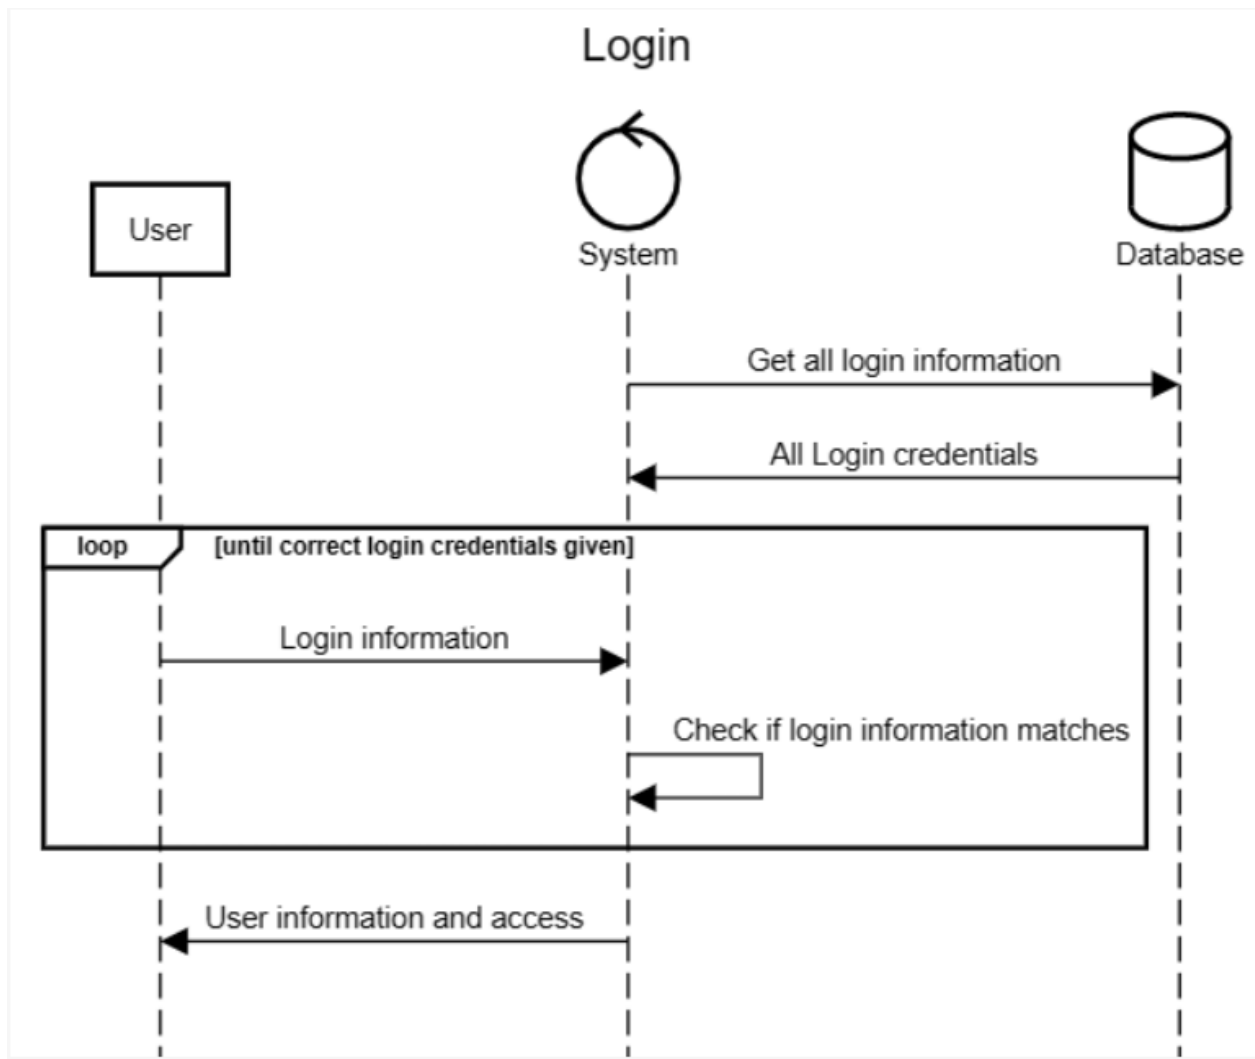 Login
User
System
Database
Get all login information
All Login credentials
loop
[until correct login credentials given]
Login information
Check if login information matches
User information and access